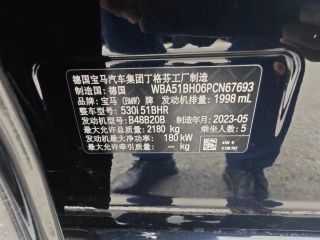 德国宝马汽车集团丁格芬工厂制造
制造国: 德国 WBA51BH06PCN67693
品牌: 宝马 (BMW) 牌 发动机排量: 1998 mL
整车型号: 530i 51BHR
发动机型号: B48B20B 制造年月: 2023-05
最大允许总质量: 2180 kg 乘坐人数: 5
发动机最大净功率: 180 kW
最大允许牵引质量: -- kg